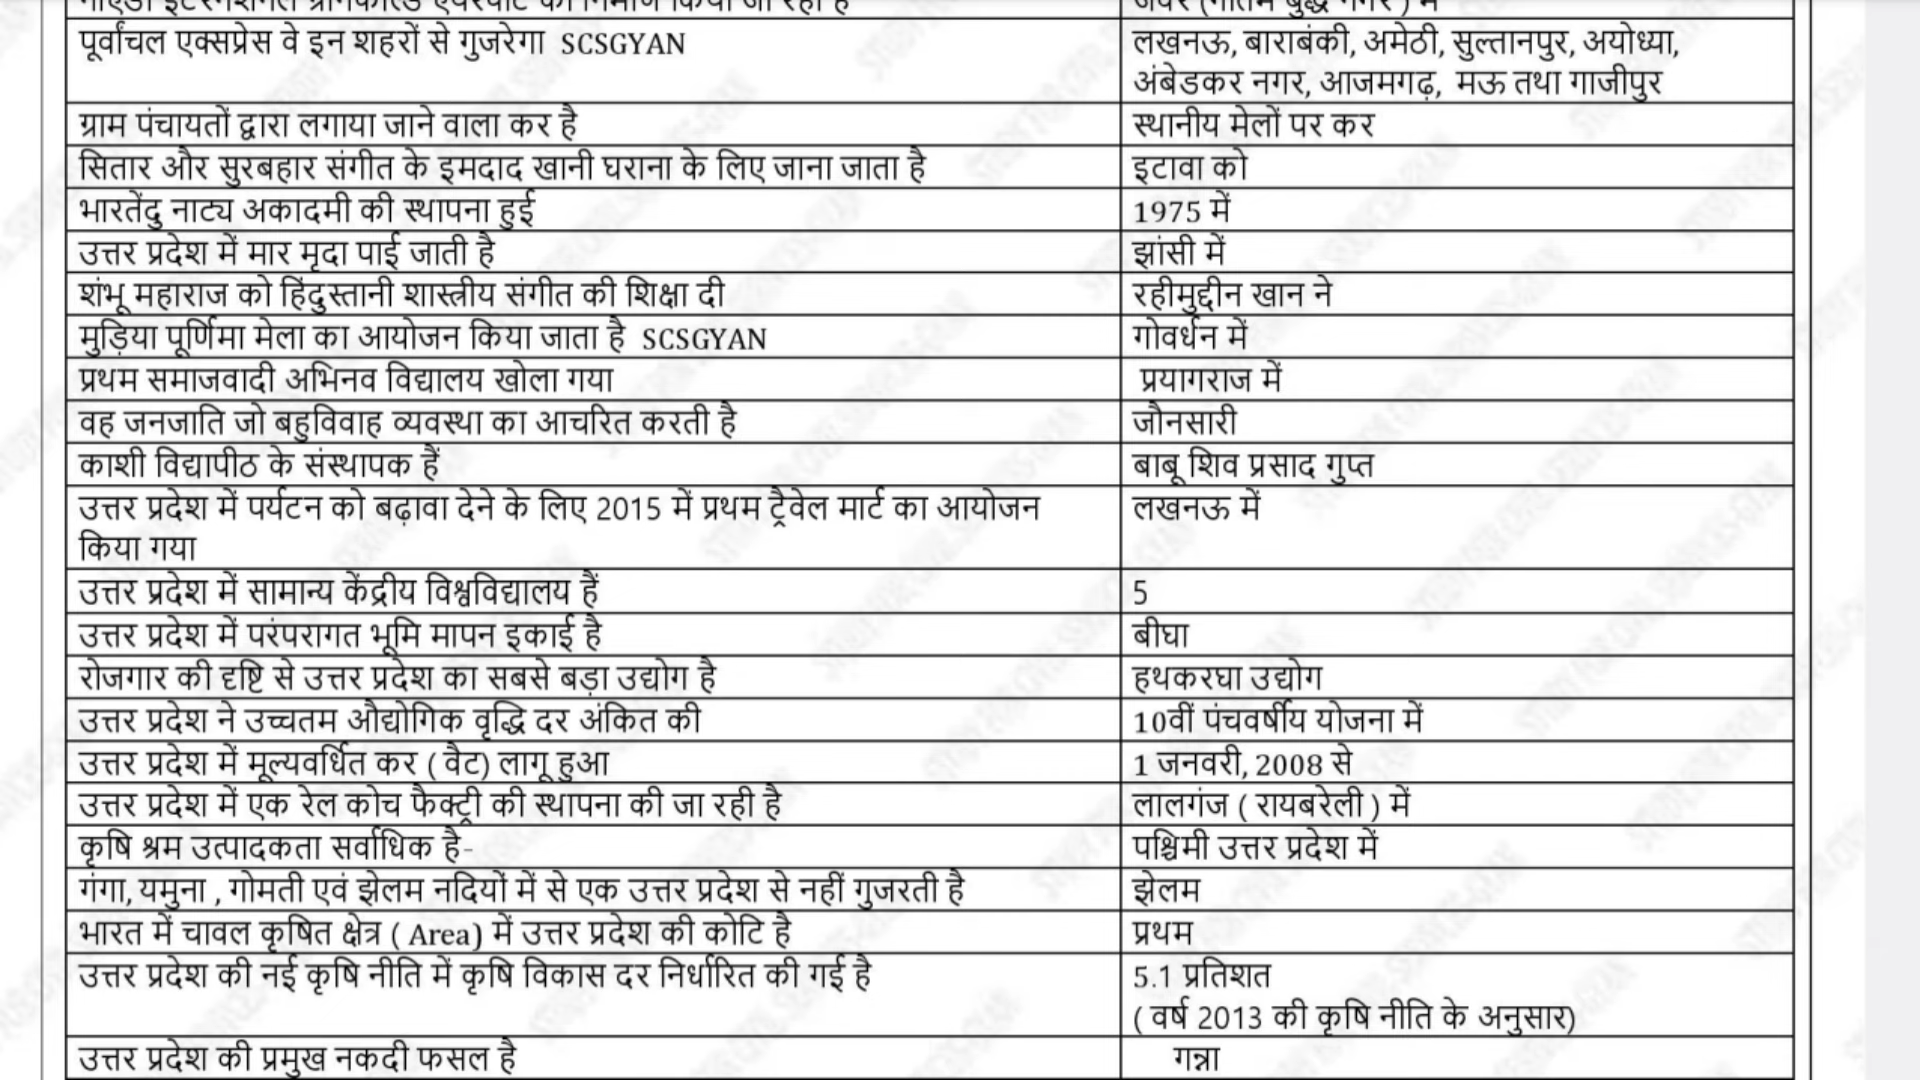 पूर्वांचल एक्सप्रेस वे इन शहरों से गुजरेगा SCSGYAN
लखनऊ, बाराबंकी, अमेठी, सुल्तानपुर, अयोध्या,
अंबेडकर नगर, आजमगढ़, मऊ तथा गाजीपुर
ग्राम पंचायतों द्वारा लगाया जाने वाला कर है
स्थानीय मेलों पर कर
सितार और सुरबहार संगीत के इमदाद खानी घराना के लिए जाना जाता है
इटावा को
भारतेंदु नाट्य अकादमी की स्थापना हुई
1975 में
उत्तर प्रदेश में मार मृदा पाई जाती है
झांसी में
शंभू महाराज को हिंदुस्तानी शास्त्रीय संगीत की शिक्षा दी
रहीमुद्दीन खान ने
मुड़िया पूर्णिमा मेला का आयोजन किया जाता है SCSGYAN
गोवर्धन में
प्रथम समाजवादी अभिनव विद्यालय खोला गया
प्रयागराज में
वह जनजाति जो बहुविवाह व्यवस्था का आचरित करती है
जौनसारी
काशी विद्यापीठ के संस्थापक हैं
बाबू शिव प्रसाद गुप्त
उत्तर प्रदेश में पर्यटन को बढ़ावा देने के लिए 2015 में प्रथम ट्रैवेल मार्ट का आयोजन
किया गया
लखनऊ में
उत्तर प्रदेश में सामान्य केंद्रीय विश्वविद्यालय हैं
5
उत्तर प्रदेश में परंपरागत भूमि मापन इकाई है
बीघा
रोजगार की दृष्टि से उत्तर प्रदेश का सबसे बड़ा उद्योग है
हथकरघा उद्योग
उत्तर प्रदेश ने उच्चतम औद्योगिक वृद्धि दर अंकित की
10वीं पंचवर्षीय योजना में
उत्तर प्रदेश में मूल्यवर्धित कर ( वैट) लागू हुआ
1 जनवरी, 2008 से
उत्तर प्रदेश में एक रेल कोच फैक्ट्री की स्थापना की जा रही है
लालगंज ( रायबरेली ) में
कृषि श्रम उत्पादकता सर्वाधिक है-
पश्चिमी उत्तर प्रदेश में
गंगा, यमुना , गोमती एवं झेलम नदियों में से एक उत्तर प्रदेश से नहीं गुजरती है
झेलम
भारत में चावल कृषित क्षेत्र ( Area) में उत्तर प्रदेश की कोटि है
प्रथम
उत्तर प्रदेश की नई कृषि नीति में कृषि विकास दर निर्धारित की गई है
5.1 प्रतिशत
( वर्ष 2013 की कृषि नीति के अनुसार)
उत्तर प्रदेश की प्रमुख नकदी फसल है
गन्ना